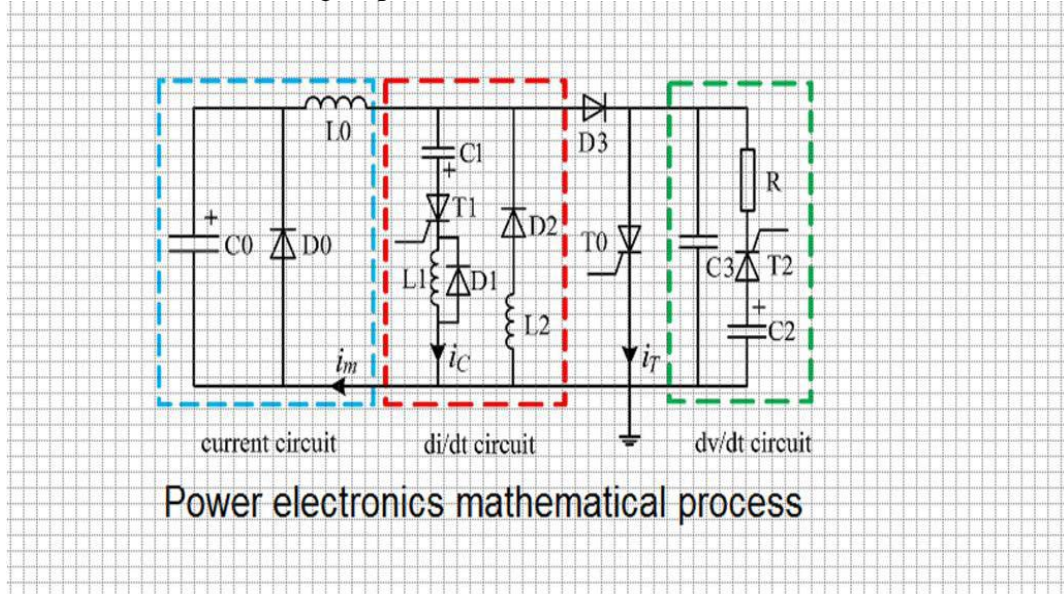 L0
D3
C1
+
T1
R
+
C0
D0
D2
T0
C3
T2
L1
D1
+
L2
C2
im
iC
iT
current circuit
di/dt circuit
dv/dt circuit
Power electronics mathematical process